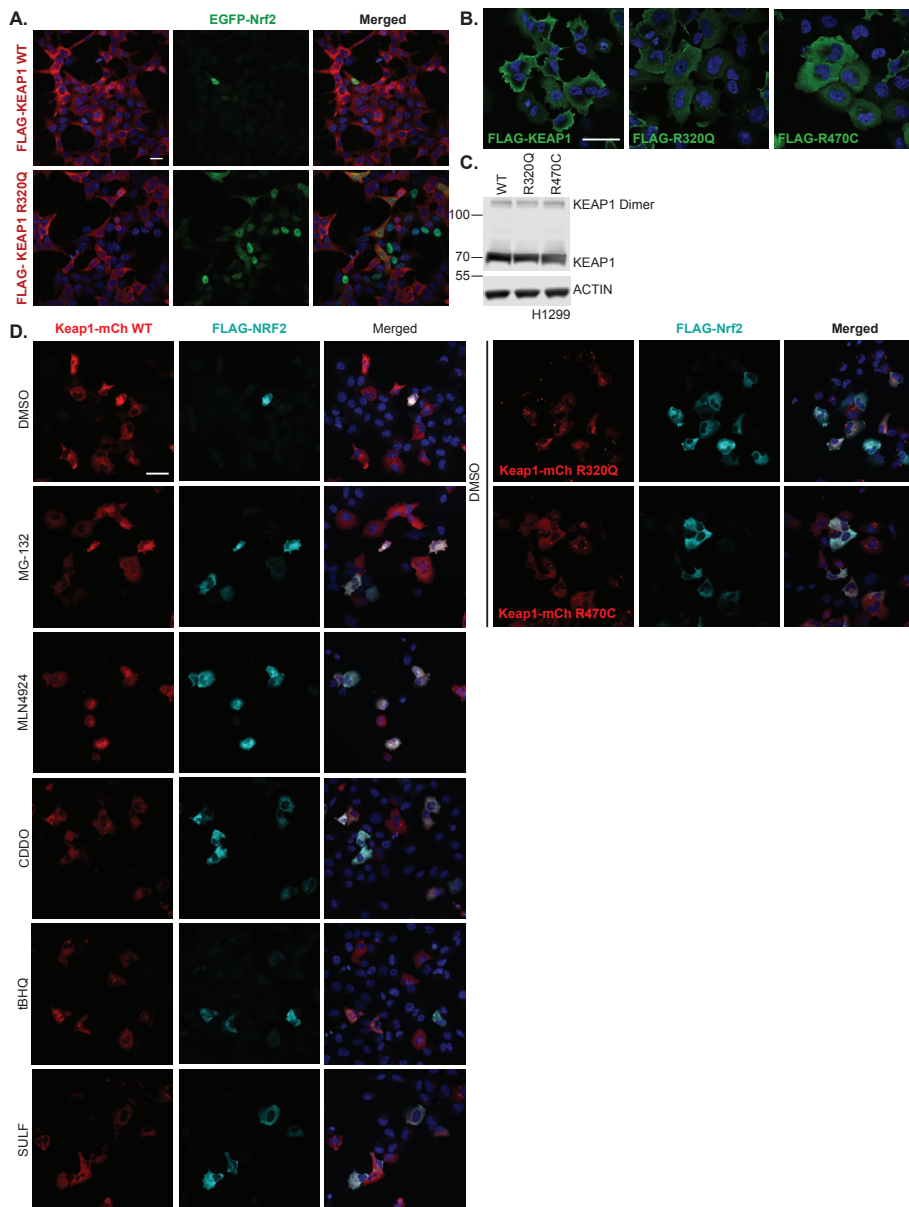 A.
EGFP-Nrf2
Merged
FLAG-KEAP1 WT
FLAG- KEAP1 R320Q
B.
FLAG-KEAP1
FLAG-R320Q
FLAG-R470C
C.
WT
R320Q
R470C
100
70
55
KEAP1 Dimer
KEAP1
ACTIN
H1299
D.
Keap1-mCh WT
FLAG-NRF2
Merged
DMSO
MG-132
MLN4924
CDDO
tBHQ
SULF
FLAG-Nrf2
Merged
DMSO
Keap1-mCh R320Q
Keap1-mCh R470C